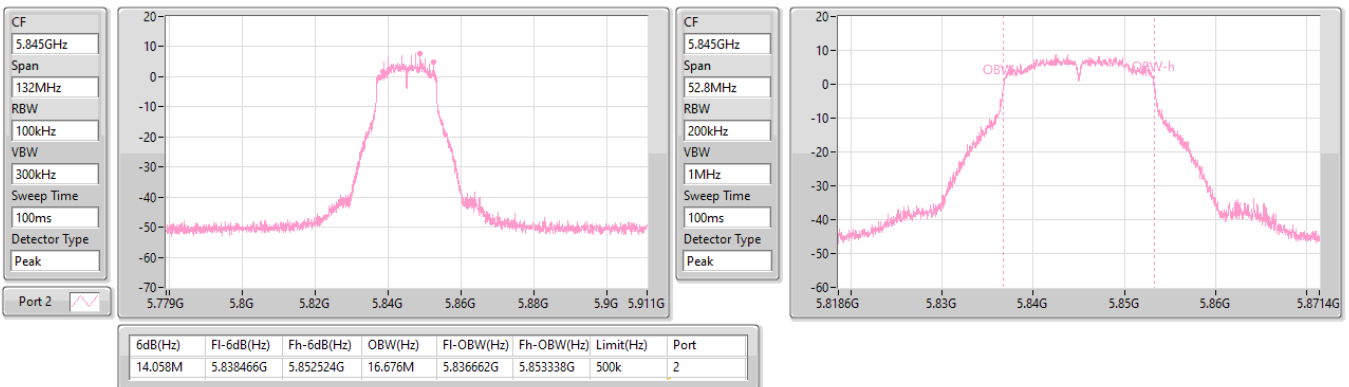 CF
5.845GHz
Span
132MHz
RBW
100kHz
VBW
300kHz
Sweep Time
100ms
Detector Type
Peak
Port 2
20
10
0
-10
-20
-30
-40
-50
-60
-70
5.779G 5.8G 5.82G 5.84G 5.86G 5.88G 5.9G 5.911G
CF
5.845GHz
Span
52.8MHz
RBW
200kHz
VBW
1MHz
Sweep Time
100ms
Detector Type
Peak
20
10
0
-10
-20
-30
-40
-50
-60
OBW-h
5.8186G 5.83G 5.84G 5.85G 5.86G 5.8714G
6dB(Hz) Fl-6dB(Hz) Fh-6dB(Hz) OBW(Hz) Fl-OBW(Hz) Fh-OBW(Hz) Limit(Hz) Port
14.058M 5.838466G 5.852524G 16.676M 5.836662G 5.853338G 500k 2